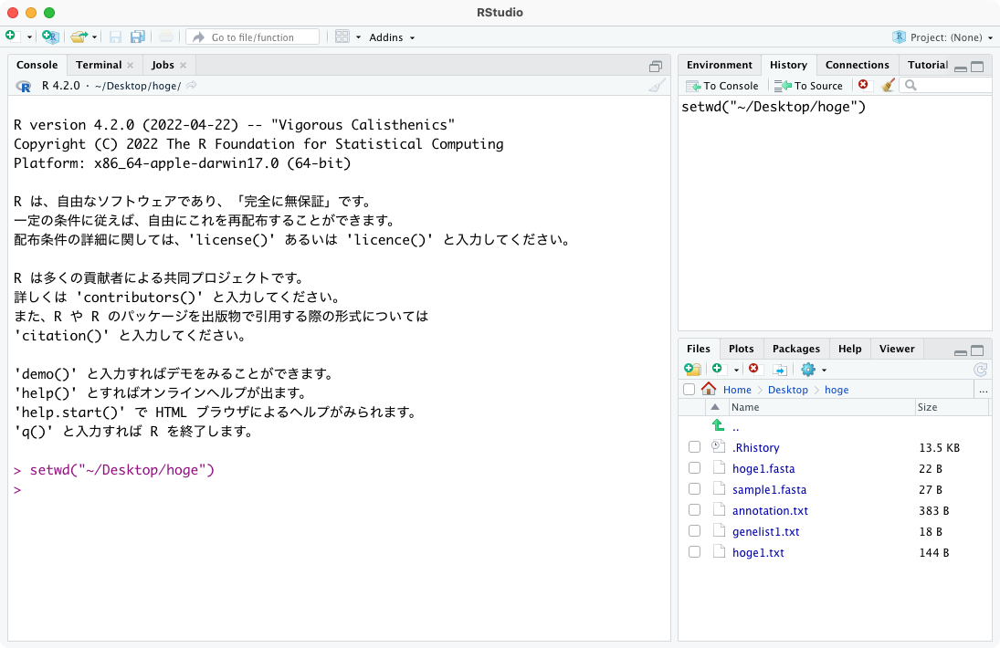 RStudio
Go to file/function
Addins
Project: (None)
Console Terminal Jobs
R 4.2.0 · ~/Desktop/hoge/
R version 4.2.0 (2022-04-22) -- "Vigorous Calisthenics"
Copyright (C) 2022 The R Foundation for Statistical Computing
Platform: x86_64-apple-darwin17.0 (64-bit)
R は、自由なソフトウェアであり、「完全に無保証」です。
一定の条件に従えば、自由にこれを再配布することができます。
配布条件の詳細に関しては、'license()' あるいは 'licence()' と入力してください。
R は多くの貢献者による共同プロジェクトです。
詳しくは 'contributors()' と入力してください。
また、R や R のパッケージを出版物で引用する際の形式については
'citation()' と入力してください。
'demo()' と入力すればデモをみることができます。
'help()' とすればオンラインヘルプが出ます。
'help.start()' で HTML ブラウザによるヘルプがみられます。
'q()' と入力すれば R を終了します。
> setwd("~/Desktop/hoge")
>
Environment History Connections Tutorial
To Console To Source
setwd("~/Desktop/hoge")
Files Plots Packages Help Viewer
Home Desktop hoge ...
Name Size
..
.Rhistory 13.5 KB
hoge1.fasta 22 B
sample1.fasta 27 B
annotation.txt 383 B
genelist1.txt 18 B
hoge1.txt 144 B